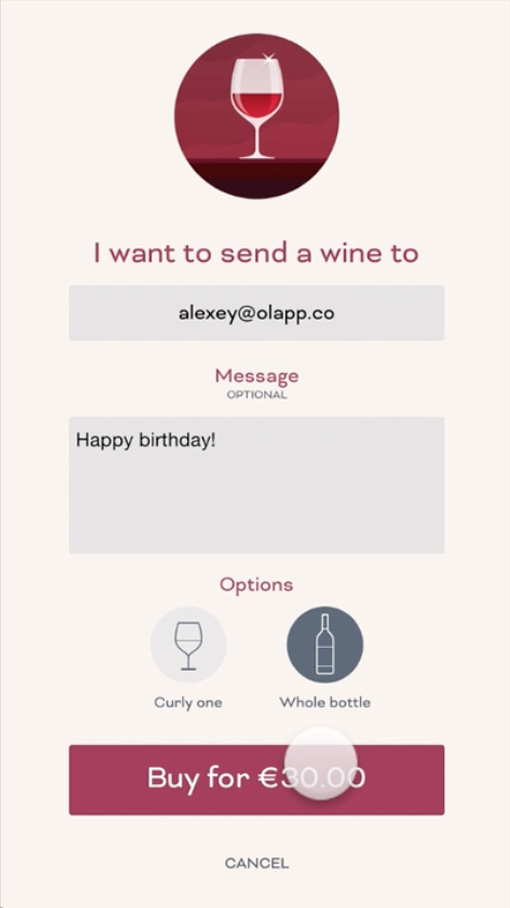 I want to send a wine to
alexey@olapp.co
Message
OPTIONAL
Happy birthday!
Options
Curly one
Whole bottle
Buy for €30.00
CANCEL